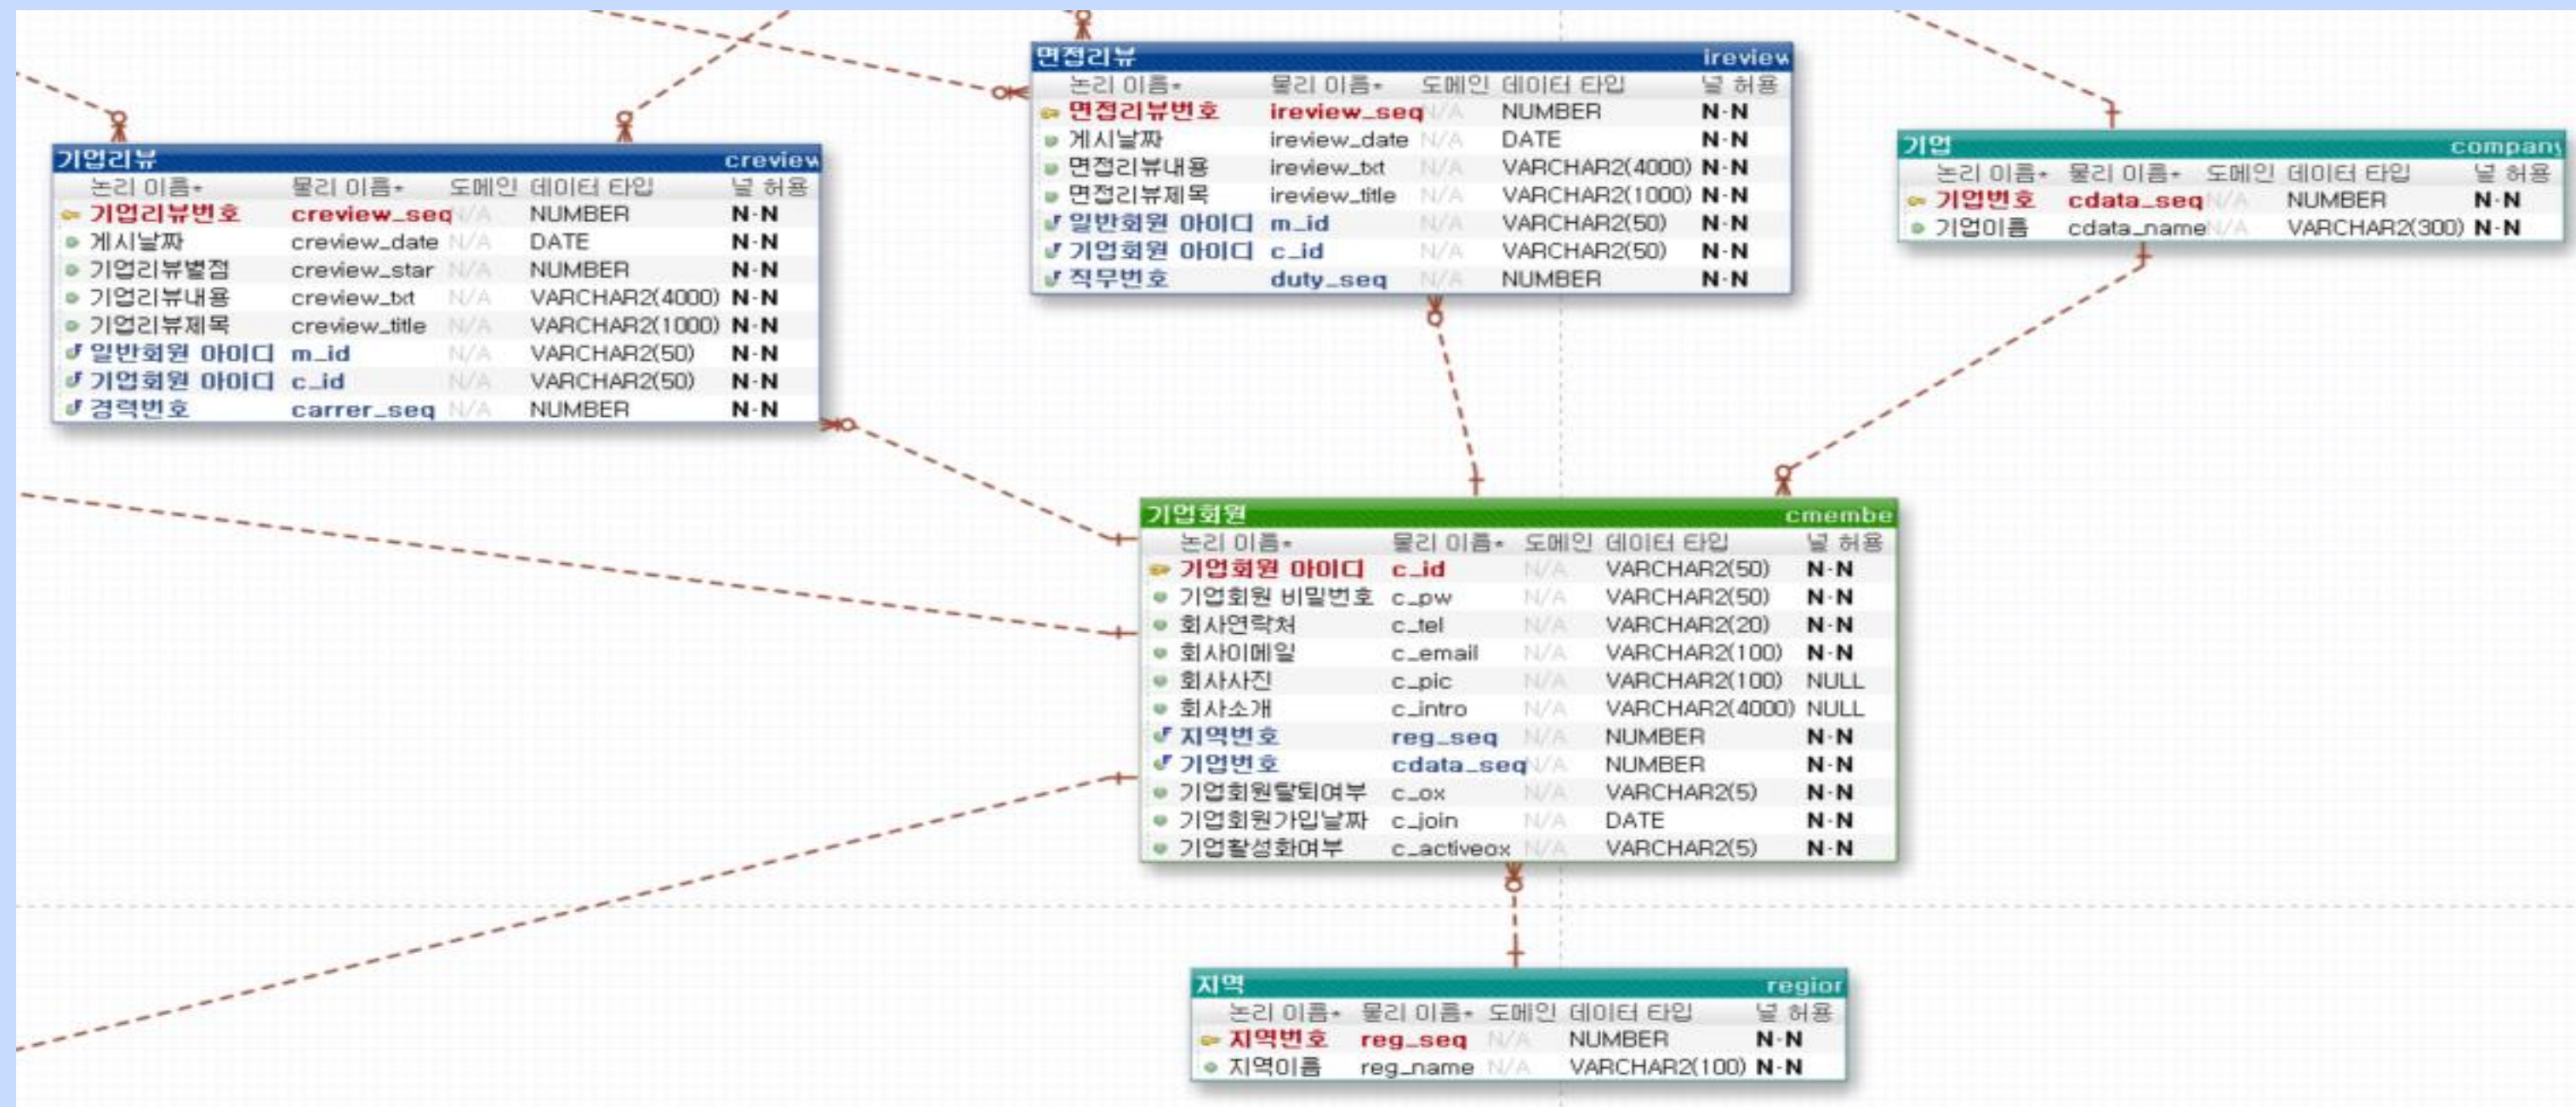 면접리뷰 ireview
논리 이름* 물리 이름* 도메인 데이터 타입 널 허용
면접리뷰번호 ireview_seq N/A NUMBER N-N
게시날짜 ireview_date N/A DATE N-N
면접리뷰내용 ireview_txt N/A VARCHAR2(4000) N-N
면접리뷰제목 ireview_title N/A VARCHAR2(1000) N-N
일반회원 아이디 m_id N/A VARCHAR2(50) N-N
기업회원 아이디 c_id N/A VARCHAR2(50) N-N
직무번호 duty_seq N/A NUMBER N-N
기업 company
논리 이름* 물리 이름* 도메인 데이터 타입 널 허용
기업번호 cdata_seq N/A NUMBER N-N
기업이름 cdata_name N/A VARCHAR2(300) N-N
기업리뷰 creview
논리 이름* 물리 이름* 도메인 데이터 타입 널 허용
기업리뷰번호 creview_seq N/A NUMBER N-N
게시날짜 creview_date N/A DATE N-N
기업리뷰별점 creview_star N/A NUMBER N-N
기업리뷰내용 creview_txt N/A VARCHAR2(4000) N-N
기업리뷰제목 creview_title N/A VARCHAR2(1000) N-N
일반회원 아이디 m_id N/A VARCHAR2(50) N-N
기업회원 아이디 c_id N/A VARCHAR2(50) N-N
경력번호 carrer_seq N/A NUMBER N-N
기업회원 cmembe
논리 이름* 물리 이름* 도메인 데이터 타입 널 허용
기업회원 아이디 c_id N/A VARCHAR2(50) N-N
기업회원 비밀번호 c_pw N/A VARCHAR2(50) N-N
회사연락처 c_tel N/A VARCHAR2(20) N-N
회사이메일 c_email N/A VARCHAR2(100) N-N
회사사진 c_pic N/A VARCHAR2(100) NULL
회사소개 c_intro N/A VARCHAR2(4000) NULL
지역번호 reg_seq N/A NUMBER N-N
기업번호 cdata_seq N/A NUMBER N-N
기업회원탈퇴여부 c_ox N/A VARCHAR2(5) N-N
기업회원가입날짜 c_join N/A DATE N-N
기업활성화여부 c_activeox N/A VARCHAR2(5) N-N
지역 region
논리 이름* 물리 이름* 도메인 데이터 타입 널 허용
지역번호 reg_seq N/A NUMBER N-N
지역이름 reg_name N/A VARCHAR2(100) N-N